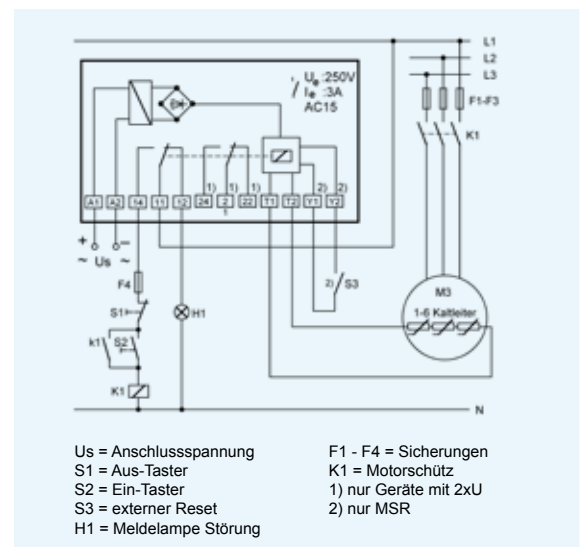 L1
L2
L3
Ue :250V
Ie :3A
AC15
F1-F3
K1
1) 1) 1) 2) 2)
A1 A2 14 11 12 24 21 22 T1 T2 Y1 Y2
+ –
~ Us ~
F4
2) S3
S1
H1
M3
1-6 Kaltleiter
k1 S2
K1
N
Us = Anschlussspannung
S1 = Aus-Taster
S2 = Ein-Taster
S3 = externer Reset
H1 = Meldelampe Störung
F1 - F4 = Sicherungen
K1 = Motorschütz
1) nur Geräte mit 2xU
2) nur MSR